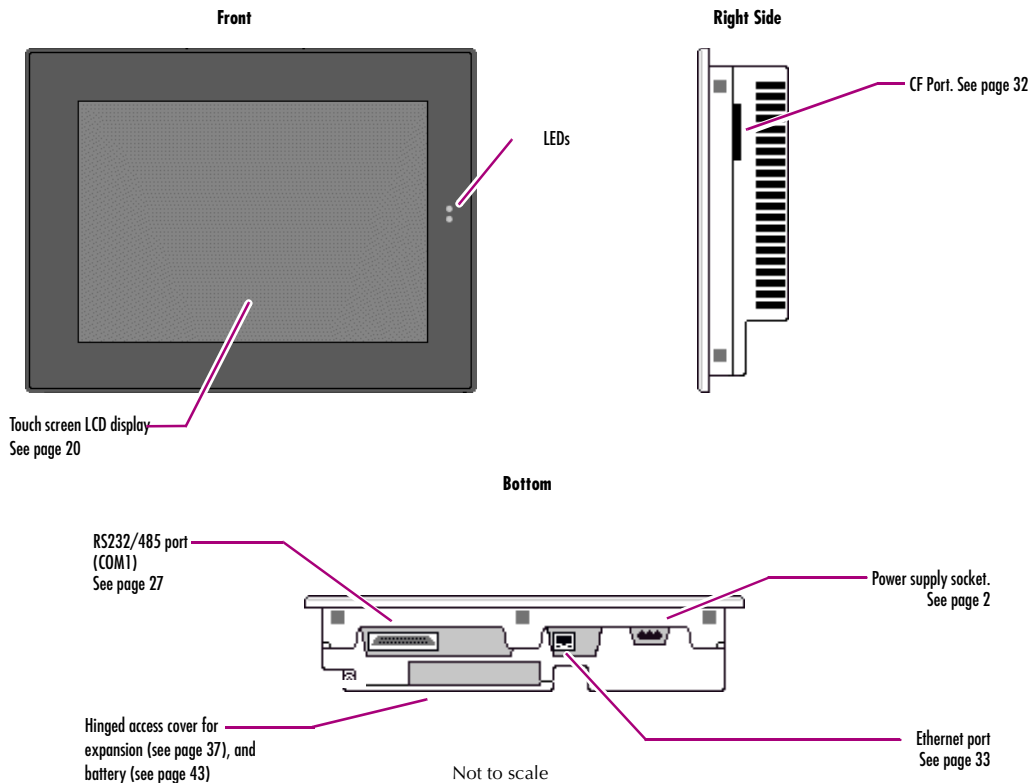 Front
Right Side
CF Port. See page 32
LEDs
Touch screen LCD display
See page 20
Bottom
RS232/485 port
(COM1)
See page 27
Power supply socket.
See page 2
Hinged access cover for
expansion (see page 37), and
battery (see page 43)
Ethernet port
See page 33
Not to scale